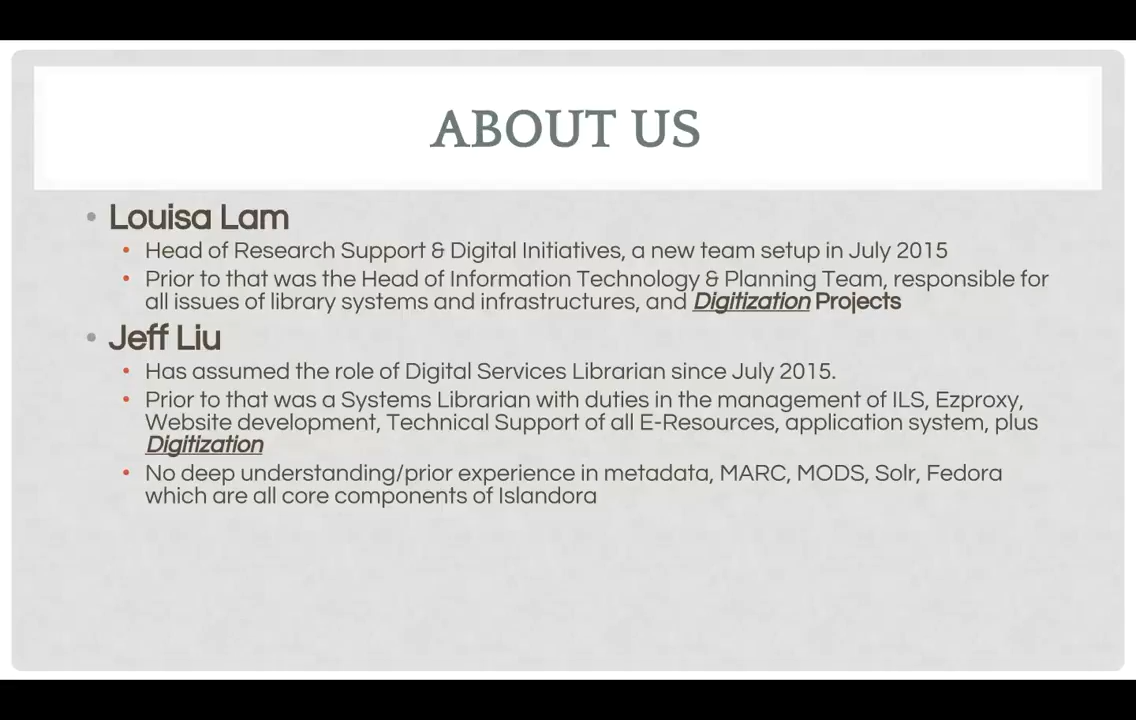 ABOUT US
• Louisa Lam
• Head of Research Support & Digital Initiatives, a new team setup in July 2015
• Prior to that was the Head of Information Technology & Planning Team, responsible for
all issues of library systems and infrastructures, and Digitization Projects
• Jeff Liu
• Has assumed the role of Digital Services Librarian since July 2015.
• Prior to that was a Systems Librarian with duties in the management of ILS, Ezproxy,
Website development, Technical Support of all E-Resources, application system, plus
Digitization
• No deep understanding/prior experience in metadata, MARC, MODS, Solr, Fedora
which are all core components of Islandora